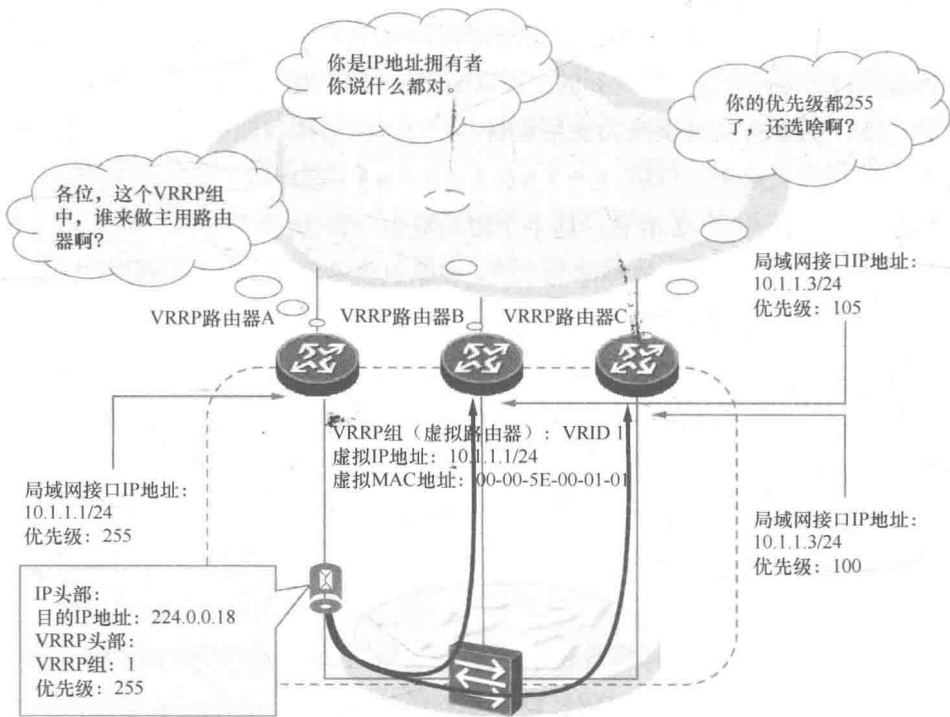 你是IP地址拥有者
你说什么都对。
你的优先级都255
了，还选啥啊？
各位，这个VRRP组
中，谁来做主用路由
器啊？
局域网接口IP地址：
10.1.1.3/24
优先级：105
VRRP路由器A
VRRP路由器B
VRRP路由器C
VRRP组（虚拟路由器）：VRID 1
虚拟IP地址：10.1.1.1/24
虚拟MAC地址：00-00-5E-00-01-01
局域网接口IP地址：
10.1.1.1/24
优先级：255
局域网接口IP地址：
10.1.1.3/24
优先级：100
IP头部：
目的IP地址：224.0.0.18
VRRP头部：
VRRP组：1
优先级：255